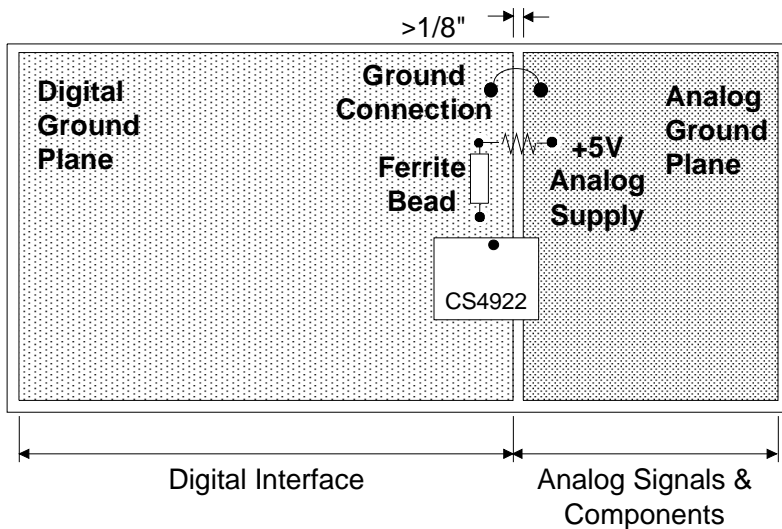 >1/8"
Digital
Ground
Plane
Ground
Connection
Analog
Ground
Plane
Ferrite
Bead
+5V
Analog
Supply
CS4922
Digital Interface
Analog Signals &
Components